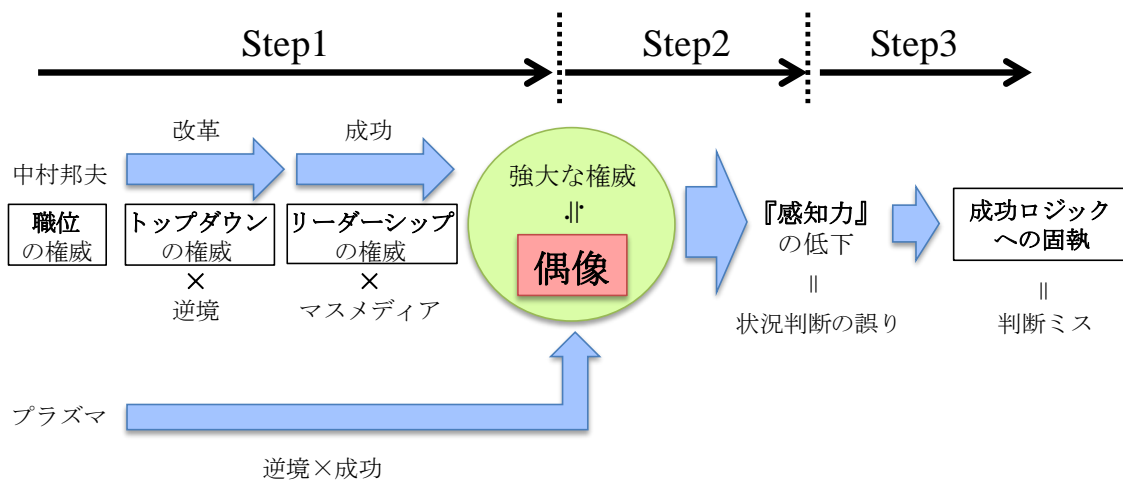 Step1
Step2
Step3
改革
成功
中村邦夫
職位
の権威
トップダウン
の権威
×
逆境
リーダーシップ
の権威
×
マスメディア
強大な権威
≒
偶像
『感知力』
の低下
＝
状況判断の誤り
成功ロジック
への固執
＝
判断ミス
プラズマ
逆境×成功